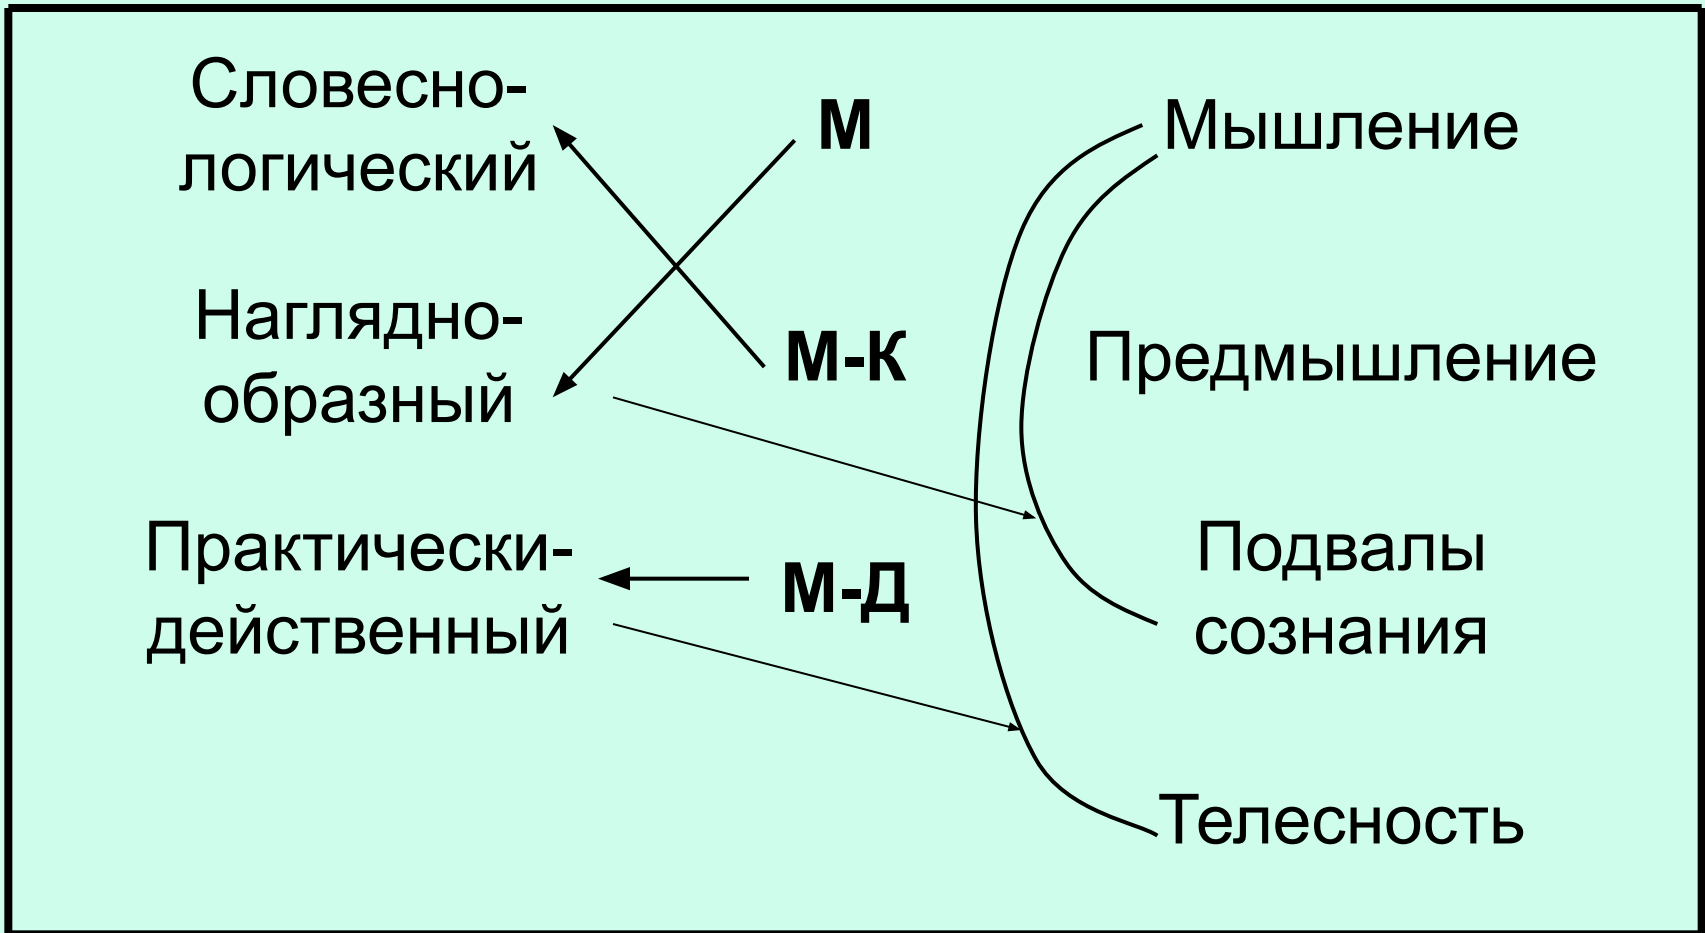 Словесно-
логический
М
Мышление
Наглядно-
образный
М-К
Предмышление
Практически-
действенный
М-Д
Подвалы
сознания
Телесность